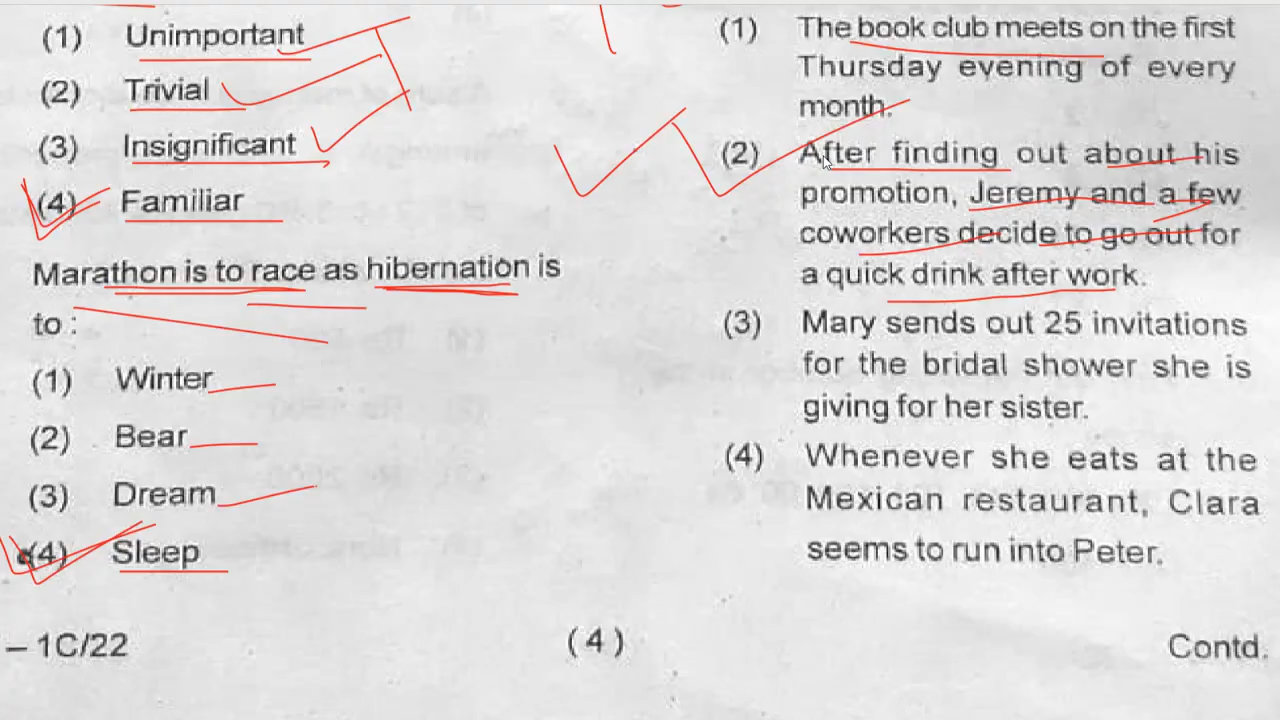 (1) Unimportant
(2) Trivial
(3) Insignificant
(4) Familiar
Marathon is to race as hibernation is
to :
(1) Winter
(2) Bear
(3) Dream
(4) Sleep
– 1C/22
(1) The book club meets on the first
Thursday evening of every
month.
(2) After finding out about his
promotion, Jeremy and a few
coworkers decide to go out for
a quick drink after work.
(3) Mary sends out 25 invitations
for the bridal shower she is
giving for her sister.
(4) Whenever she eats at the
Mexican restaurant, Clara
seems to run into Peter.
( 4 )
Contd.